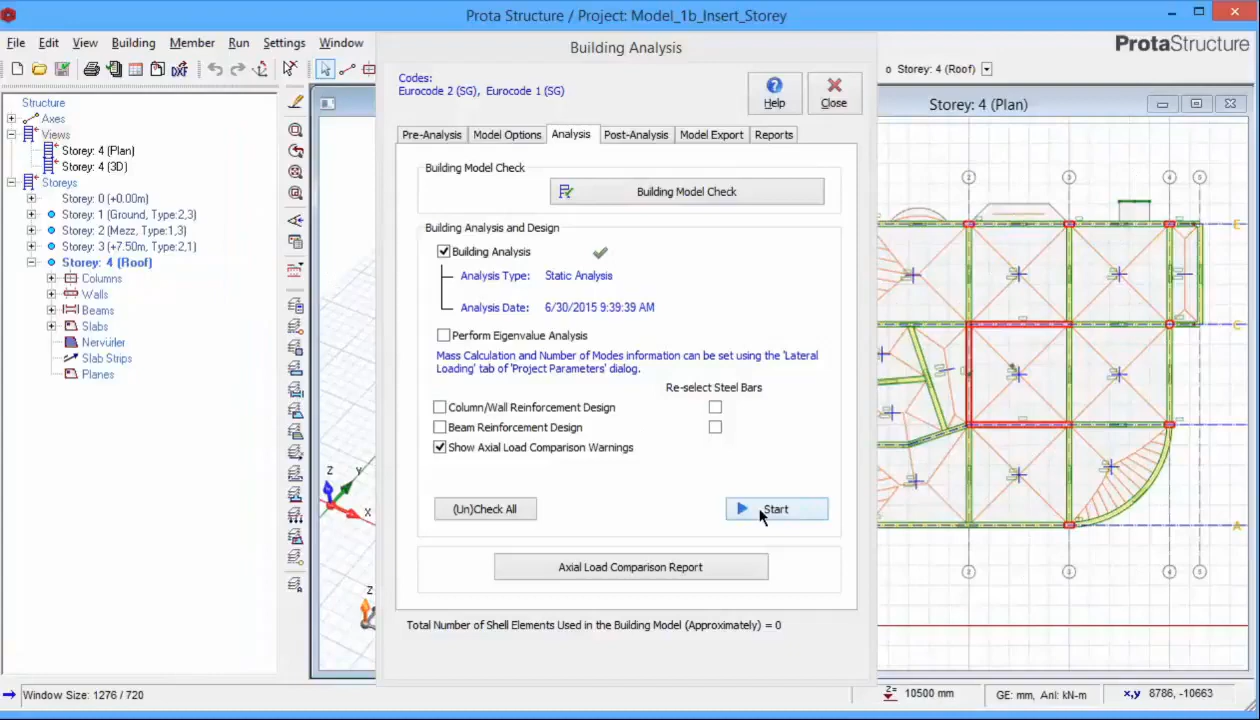 Prota Structure / Project: Model_1b_Insert_Storey
File Edit View Building Member Run Settings Window
ProtaStructure
DXF
Storey: 4 (Roof)
Structure
Axes
Views
Storey: 4 (Plan)
Storey: 4 (3D)
Storeys
Storey: 0 (+0.00m)
Storey: 1 (Ground, Type:2,3)
Storey: 2 (Mezz, Type:1,3)
Storey: 3 (+7.50m, Type:2,1)
Storey: 4 (Roof)
Columns
Walls
Beams
Slabs
Nervürler
Slab Strips
Planes
Building Analysis
Codes:
Eurocode 2 (SG), Eurocode 1 (SG)
Help
Close
Pre-Analysis Model Options Analysis Post-Analysis Model Export Reports
Building Model Check
Building Model Check
Building Analysis and Design
Building Analysis
Analysis Type: Static Analysis
Analysis Date: 6/30/2015 9:39:39 AM
Perform Eigenvalue Analysis
Mass Calculation and Number of Modes information can be set using the 'Lateral
Loading' tab of 'Project Parameters' dialog.
Re-select Steel Bars
Column/Wall Reinforcement Design
Beam Reinforcement Design
Show Axial Load Comparison Warnings
(Un)Check All
Start
Axial Load Comparison Report
Total Number of Shell Elements Used in the Building Model (Approximately) = 0
Storey: 4 (Plan)
2 3 4
E
C
A
2 3 4
Z
Y
X
Z
Window Size: 1276 / 720
Z= 10500 mm
GE: mm, Anl: kN-m
x,y 8786, -10663